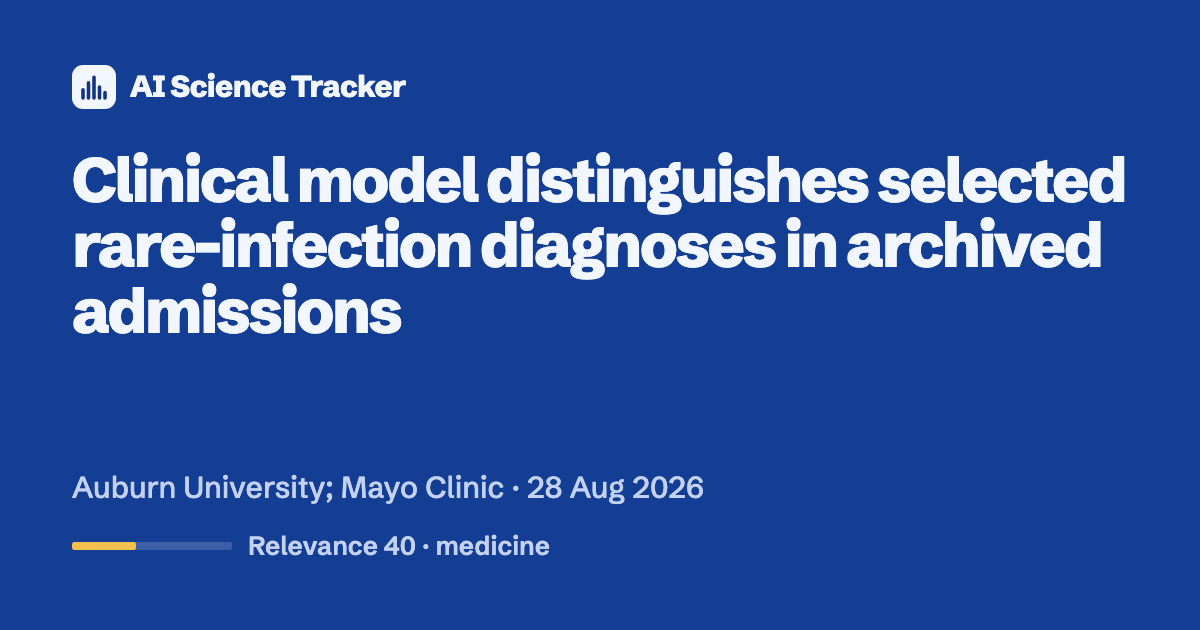 AI Science Tracker
Clinical model distinguishes selected
rare-infection diagnoses in archived
admissions
Auburn University; Mayo Clinic · 28 Aug 2026
Relevance 40 · medicine